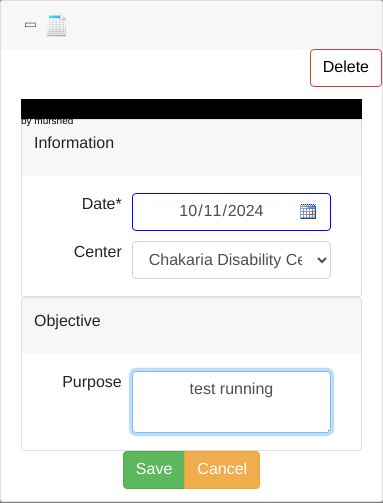 Delete
by murshed
Information
Date* 10/11/2024
Center Chakaria Disability Ce
Objective
Purpose test running
Save Cancel